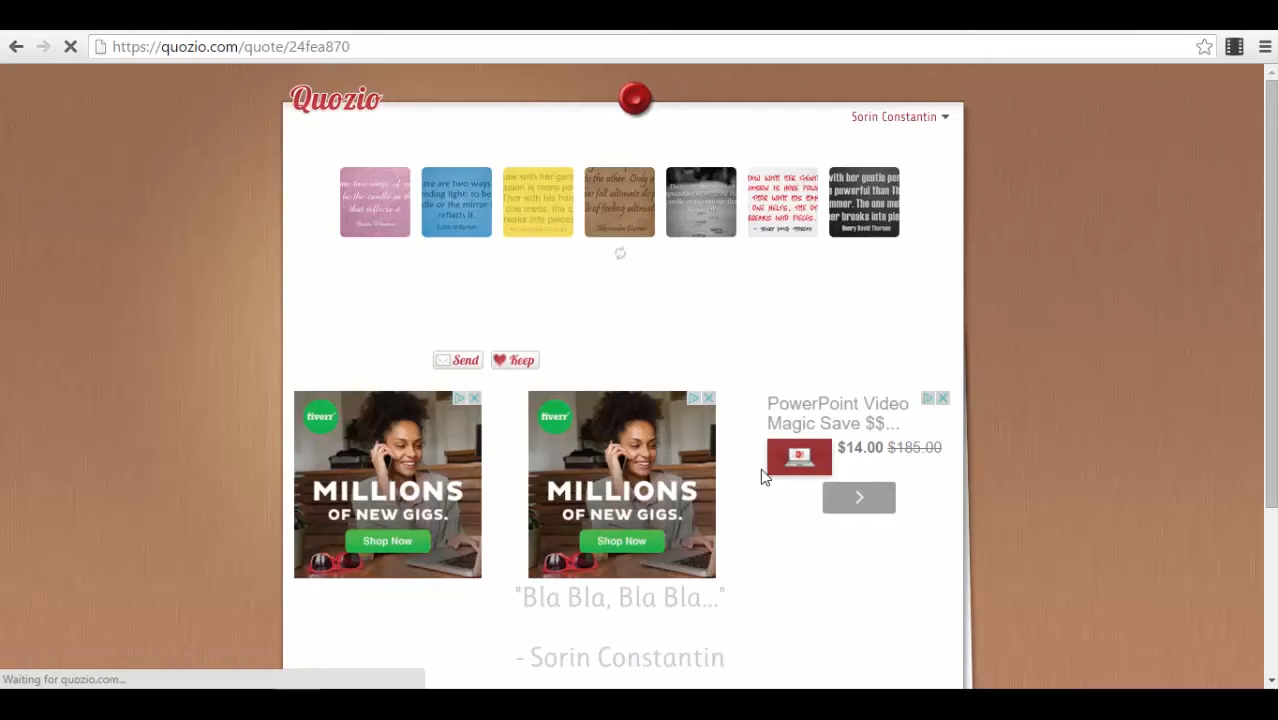 https://quozio.com/quote/24fea870
Quozio
Sorin Constantin
Send
Keep
fiverr
MILLIONS
OF NEW GIGS.
Shop Now
fiverr
MILLIONS
OF NEW GIGS.
Shop Now
PowerPoint Video
Magic Save $$...
$14.00 $185.00
"Bla Bla, Bla Bla..."
- Sorin Constantin
Waiting for quozio.com...